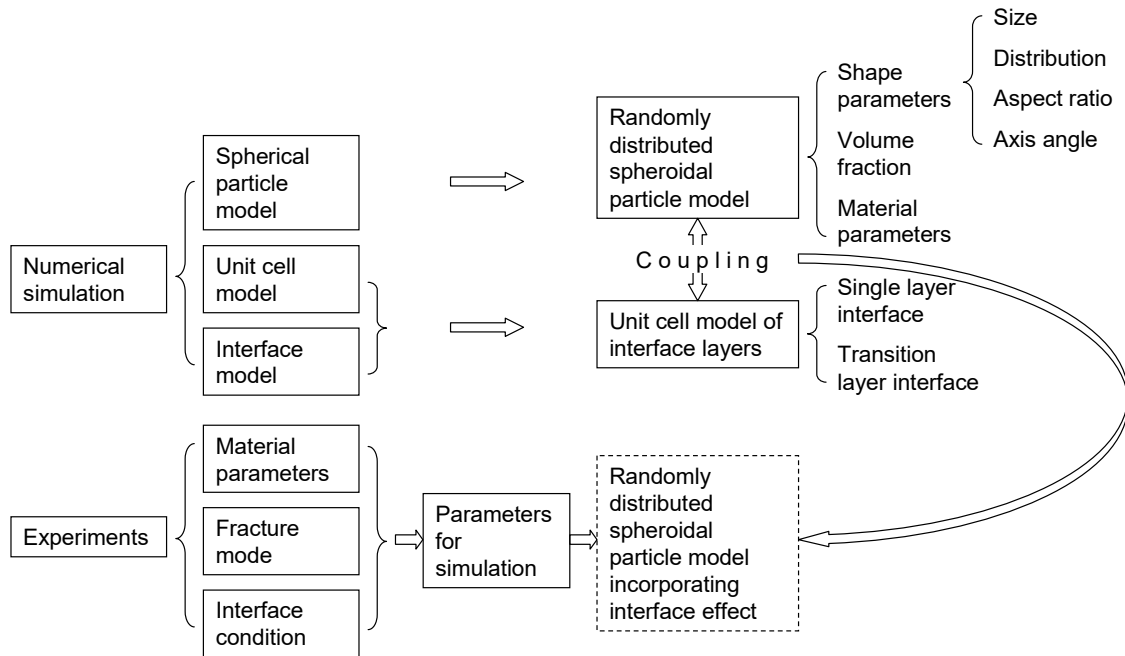 Size
Distribution
Aspect ratio
Axis angle
Shape
parameters
Volume
fraction
Material
parameters
Randomly
distributed
spheroidal
particle model
Spherical
particle
model
Numerical
simulation
Unit cell
model
Interface
model
Coupling
Unit cell model of
interface layers
Single layer
interface
Transition
layer interface
Experiments
Material
parameters
Fracture
mode
Interface
condition
Parameters
for
simulation
Randomly
distributed
spheroidal
particle model
incorporating
interface effect